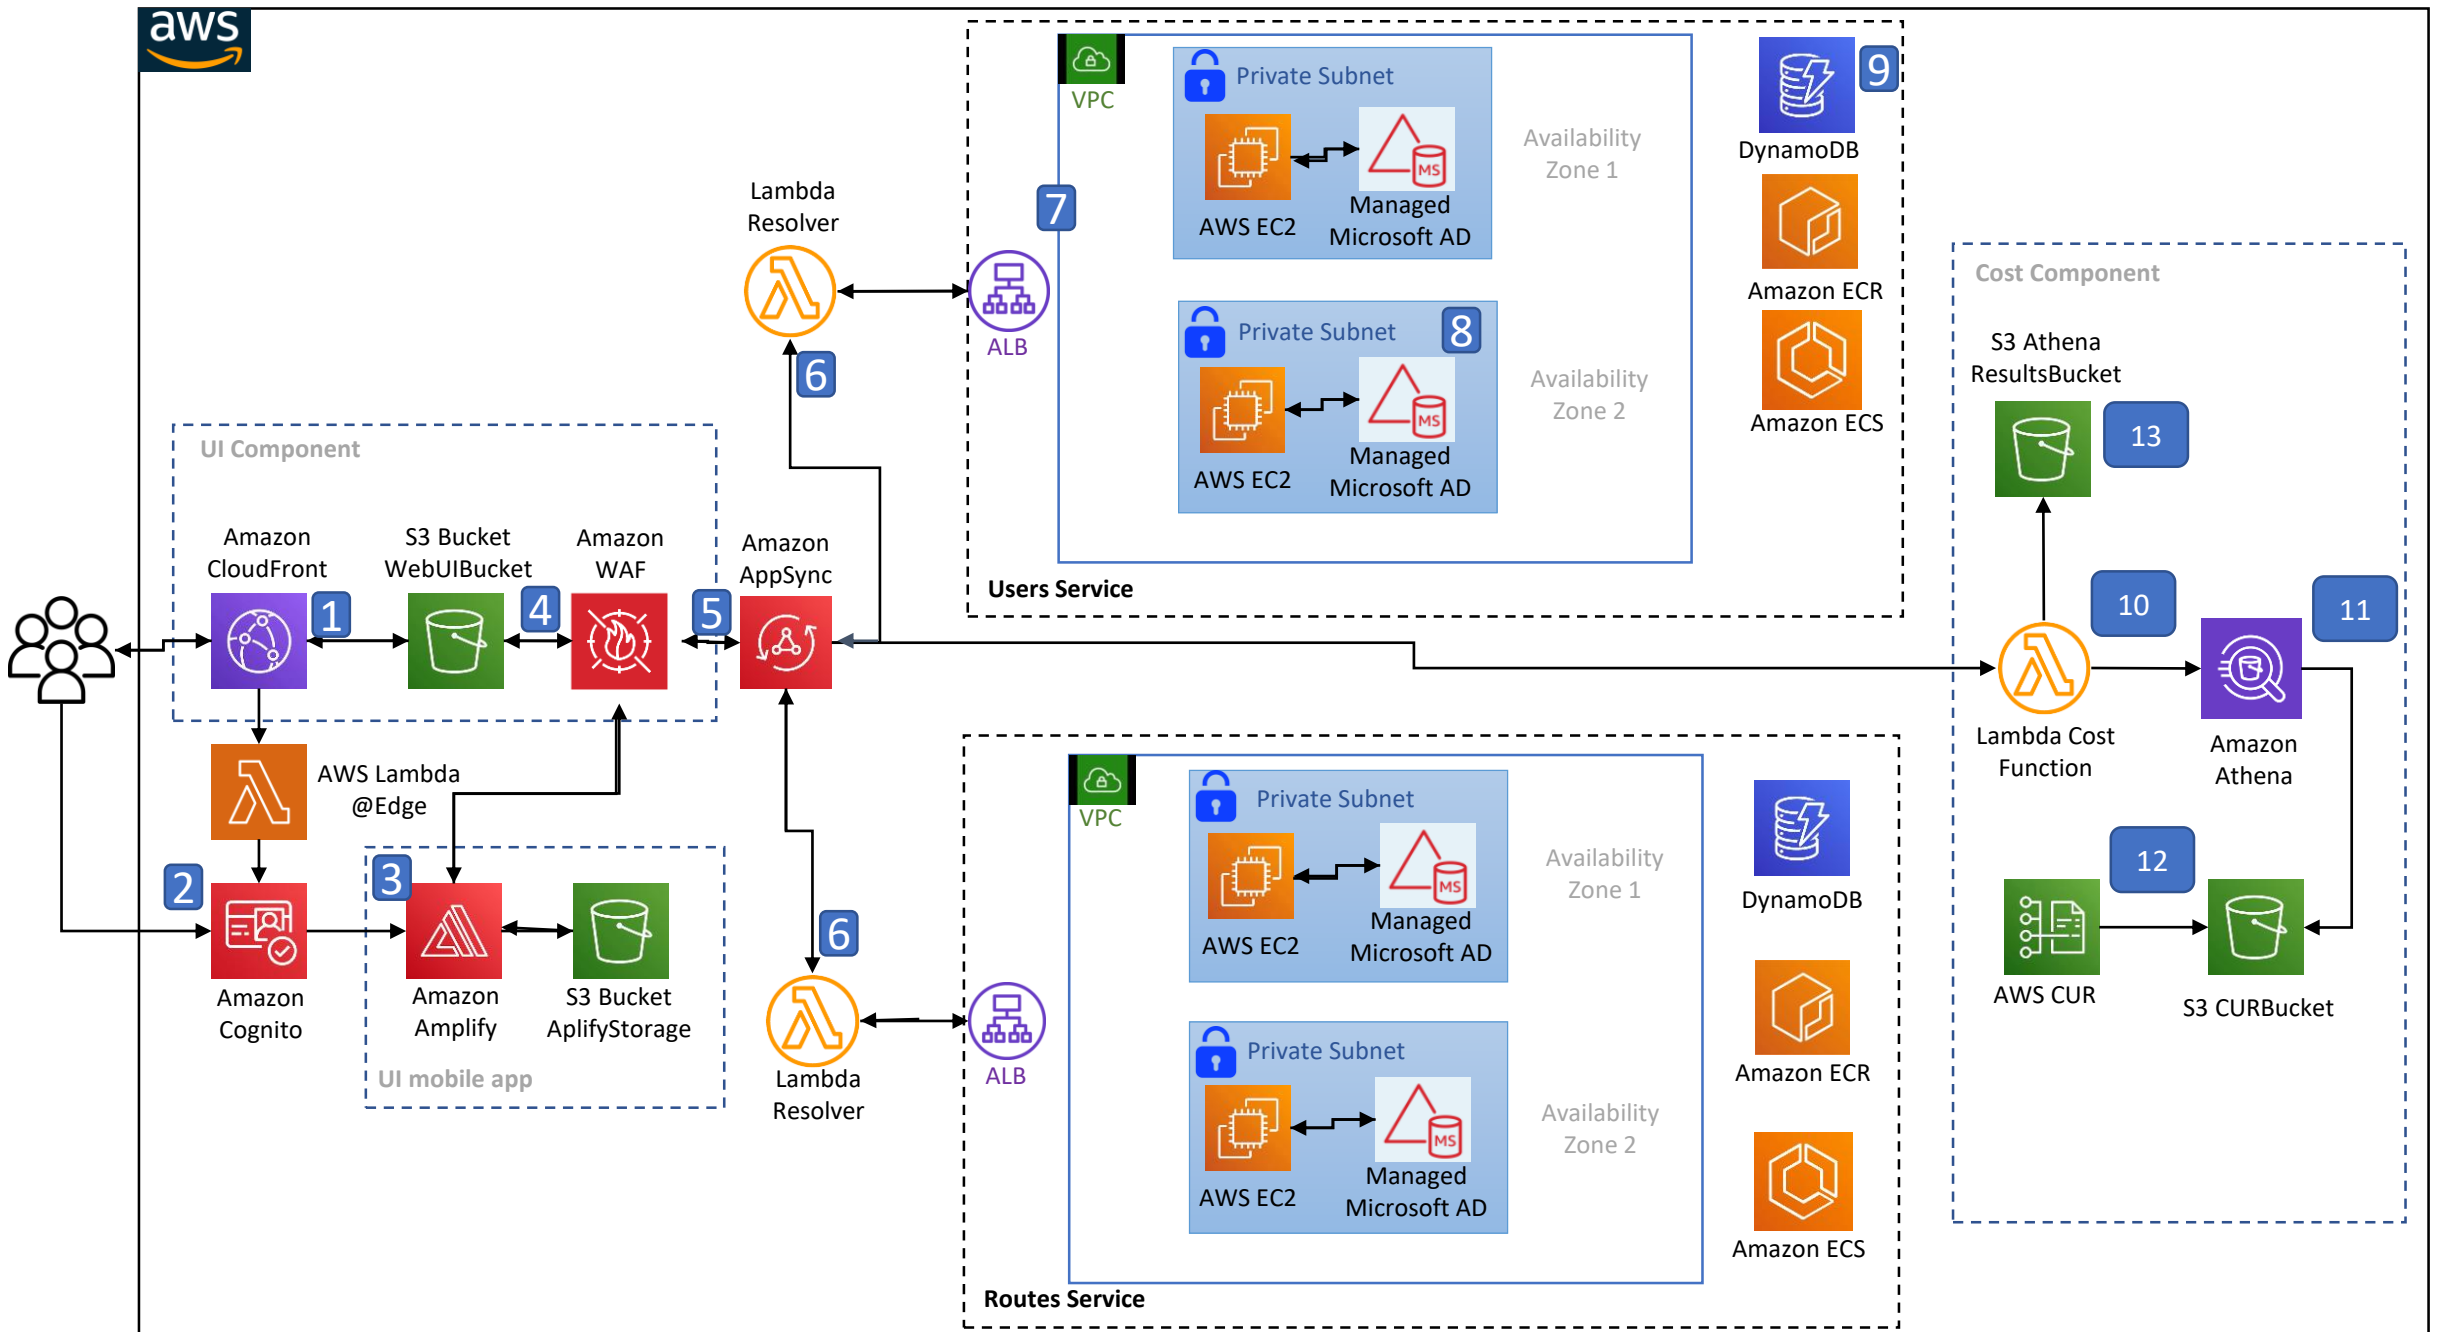 aws
VPC
Private Subnet
AWS EC2
MS
Managed
Microsoft AD
Availability
Zone 1
9
DynamoDB
Amazon ECR
Amazon ECS
7
ALB
Private Subnet
8
AWS EC2
MS
Managed
Microsoft AD
Availability
Zone 2
Users Service
Lambda
Resolver
6
UI Component
Amazon
CloudFront
1
S3 Bucket
WebUIBucket
4
Amazon
WAF
5
Amazon
AppSync
AWS Lambda
@Edge
2
Amazon
Cognito
3
Amazon
Amplify
S3 Bucket
AplifyStorage
UI mobile app
6
Lambda
Resolver
ALB
VPC
Private Subnet
AWS EC2
MS
Managed
Microsoft AD
Availability
Zone 1
Private Subnet
AWS EC2
MS
Managed
Microsoft AD
Availability
Zone 2
DynamoDB
Amazon ECR
Amazon ECS
Routes Service
Cost Component
S3 Athena
ResultsBucket
13
10
11
Lambda Cost
Function
Amazon
Athena
12
AWS CUR
S3 CURBucket